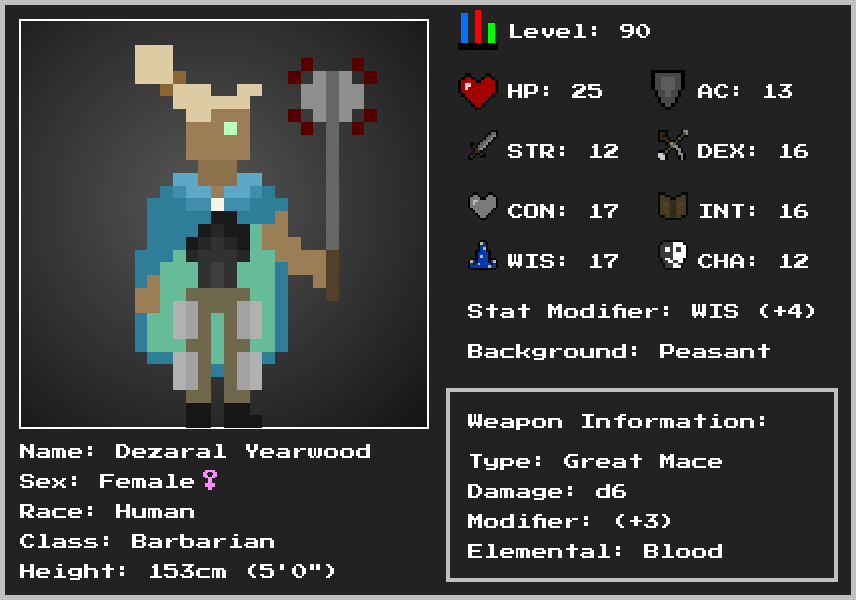 Level: 90
HP: 25
AC: 13
STR: 12
DEX: 16
CON: 17
INT: 16
WIS: 17
CHA: 12
Stat Modifier: WIS (+4)
Background: Peasant
Weapon Information:
Type: Great Mace
Damage: d6
Modifier: (+3)
Elemental: Blood
Name: Dezaral Yearwood
Sex: Female♀
Race: Human
Class: Barbarian
Height: 153cm (5'0")